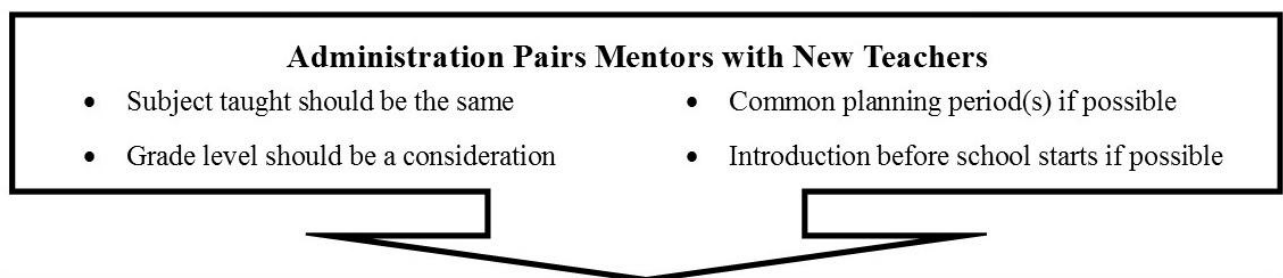 Administration Pairs Mentors with New Teachers
• Subject taught should be the same
• Grade level should be a consideration
• Common planning period(s) if possible
• Introduction before school starts if possible